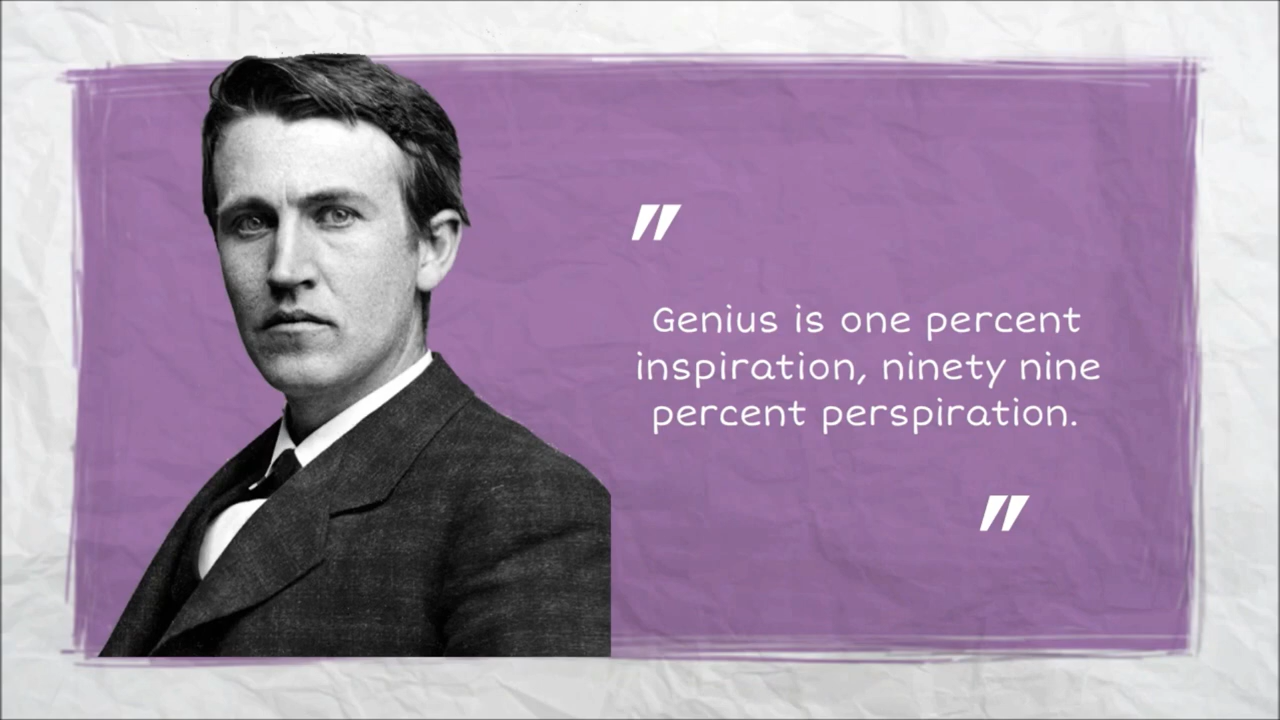 "
Genius is one percent
inspiration, ninety nine
percent perspiration.
"